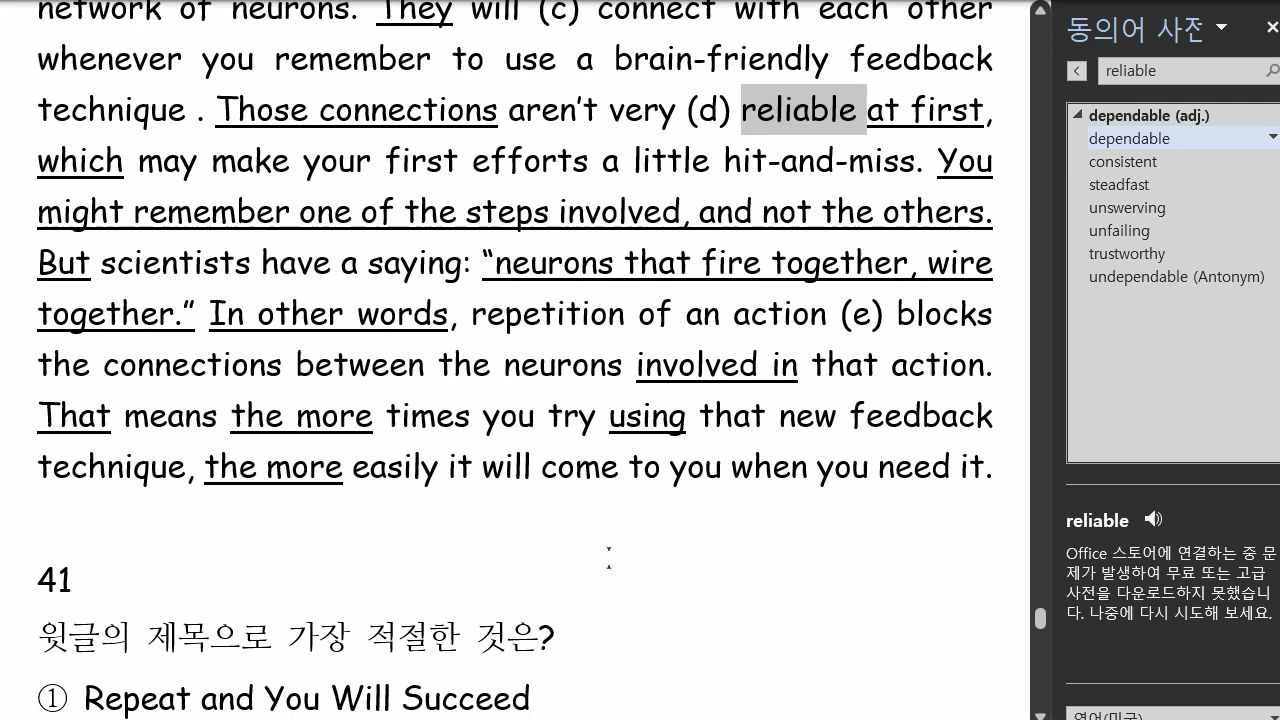 network of neurons. They will (c) connect with each other
whenever you remember to use a brain-friendly feedback
technique . Those connections aren’t very (d) reliable at first,
which may make your first efforts a little hit-and-miss. You
might remember one of the steps involved, and not the others.
But scientists have a saying: “neurons that fire together, wire
together.” In other words, repetition of an action (e) blocks
the connections between the neurons involved in that action.
That means the more times you try using that new feedback
technique, the more easily it will come to you when you need it.
41
윗글의 제목으로 가장 적절한 것은?
① Repeat and You Will Succeed
동의어 사전
reliable
dependable (adj.)
dependable
consistent
steadfast
unswerving
unfailing
trustworthy
undependable (Antonym)
reliable
Office 스토어에 연결하는 중 문
제가 발생하여 무료 또는 고급
사전을 다운로드하지 못했습니
다. 나중에 다시 시도해 보세요.
영어(미국)